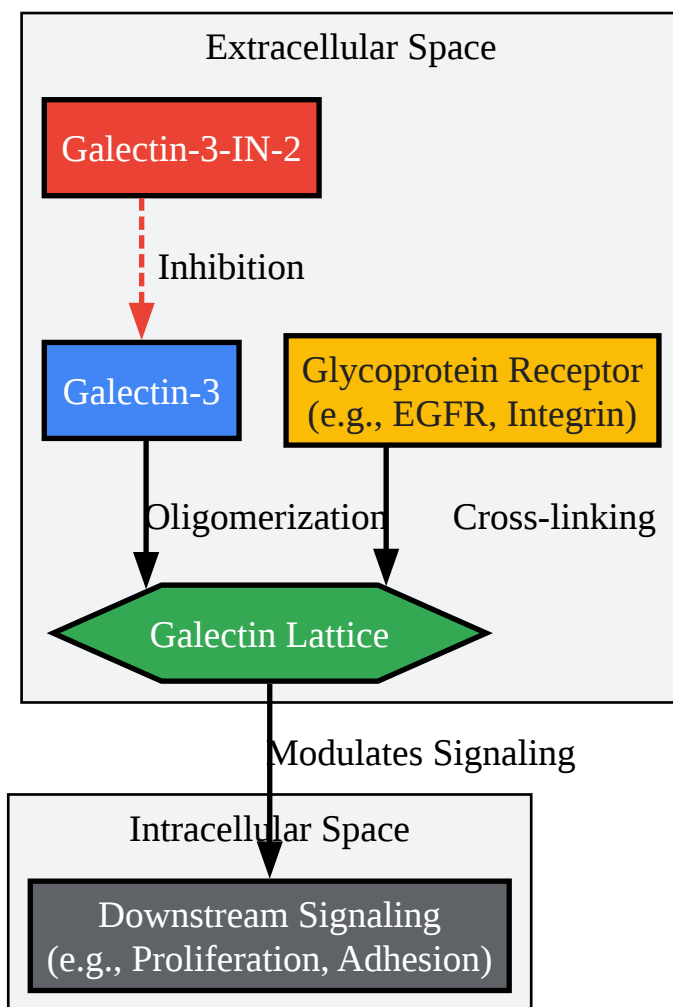 Extracellular Space
Galectin-3-IN-2
Inhibition
Galectin-3
Glycoprotein Receptor
(e.g., EGFR, Integrin)
Oligomerization
Cross-linking
Galectin Lattice
Modulates Signaling
Intracellular Space
Downstream Signaling
(e.g., Proliferation, Adhesion)